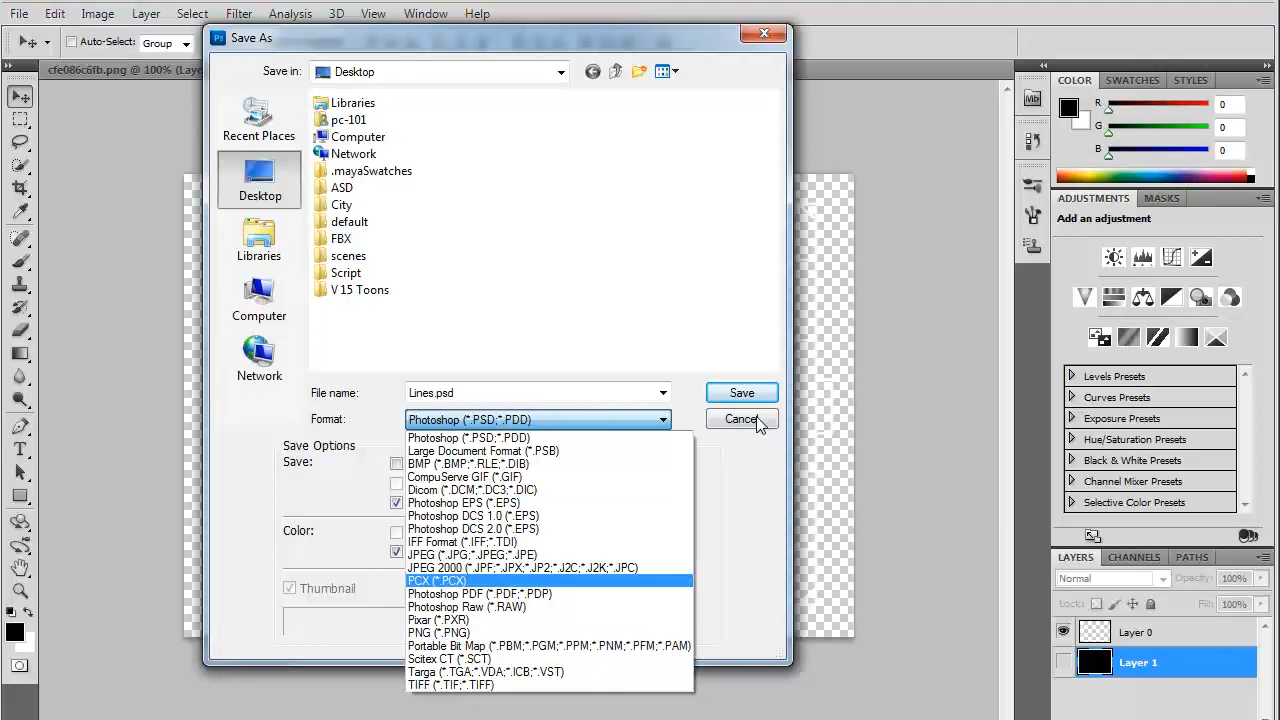 File Edit Image Layer Select Filter Analysis 3D View Window Help
Auto-Select: Group
Ps Save As
cfe086c6fb.png @ 100% (Laye
Save in: Desktop
Recent Places
Desktop
Libraries
Computer
Network
Libraries
pc-101
Computer
Network
.mayaSwatches
ASD
City
default
FBX
scenes
Script
V 15 Toons
File name: Lines.psd Save
Format: Photoshop (*.PSD;*.PDD) Cancel
Save Options
Save:
Color:
Thumbnail
Photoshop (*.PSD;*.PDD)
Large Document Format (*.PSB)
BMP (*.BMP;*.RLE;*.DIB)
CompuServe GIF (*.GIF)
Dicom (*.DCM;*.DC3;*.DIC)
Photoshop EPS (*.EPS)
Photoshop DCS 1.0 (*.EPS)
Photoshop DCS 2.0 (*.EPS)
IFF Format (*.IFF;*.TDI)
JPEG (*.JPG;*.JPEG;*.JPE)
JPEG 2000 (*.JPF;*.JPX;*.JP2;*.J2C;*.J2K;*.JPC)
PCX (*.PCX)
Photoshop PDF (*.PDF;*.PDP)
Photoshop Raw (*.RAW)
Pixar (*.PXR)
PNG (*.PNG)
Portable Bit Map (*.PBM;*.PGM;*.PPM;*.PNM;*.PFM;*.PAM)
Scitex CT (*.SCT)
Targa (*.TGA;*.VDA;*.ICB;*.VST)
TIFF (*.TIF;*.TIFF)
Mb
COLOR SWATCHES STYLES
R 0
G 0
B 0
ADJUSTMENTS MASKS
Add an adjustment
Levels Presets
Curves Presets
Exposure Presets
Hue/Saturation Presets
Black & White Presets
Channel Mixer Presets
Selective Color Presets
LAYERS CHANNELS PATHS
Normal Opacity: 100%
Locks: Fill: 100%
Layer 0
Layer 1